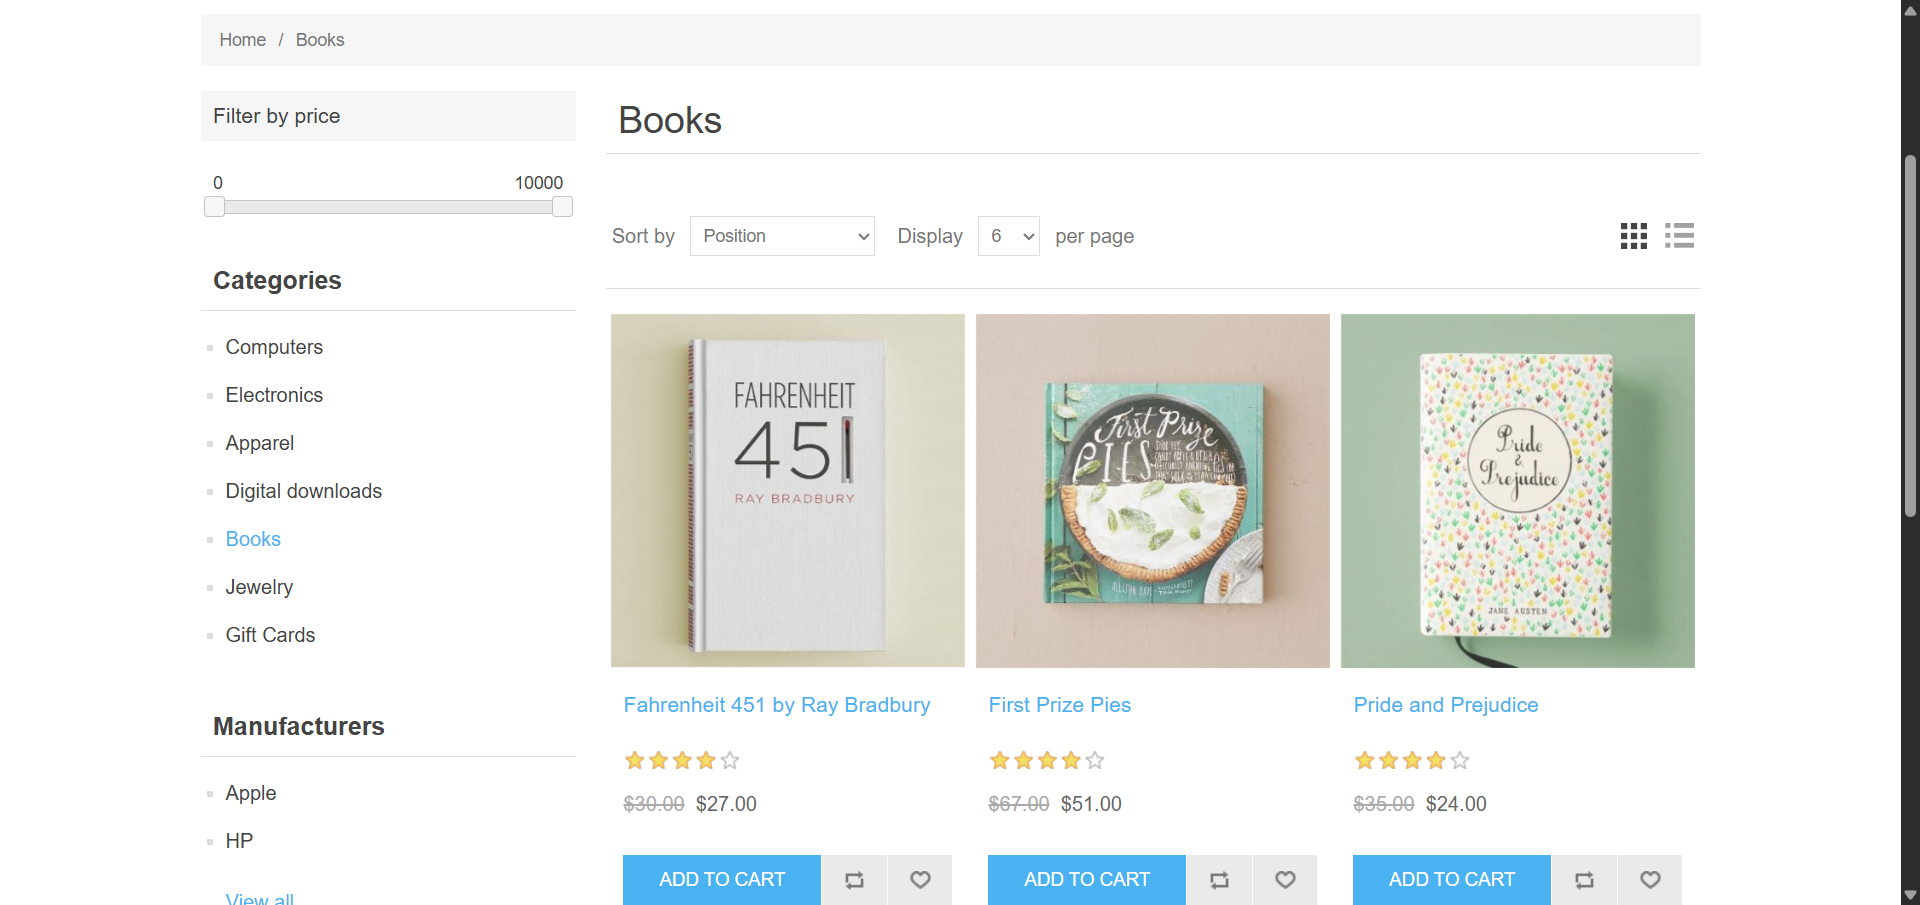 Home / Books
Filter by price
0 10000
Categories
Computers
Electronics
Apparel
Digital downloads
Books
Jewelry
Gift Cards
Manufacturers
Apple
HP
View all
Books
Sort by Position Display 6 per page
FAHRENHEIT
451
RAY BRADBURY
First Prize
PIES
Pride
&
Prejudice
JANE AUSTEN
Fahrenheit 451 by Ray Bradbury
$30.00 $27.00
ADD TO CART
First Prize Pies
$67.00 $51.00
ADD TO CART
Pride and Prejudice
$35.00 $24.00
ADD TO CART